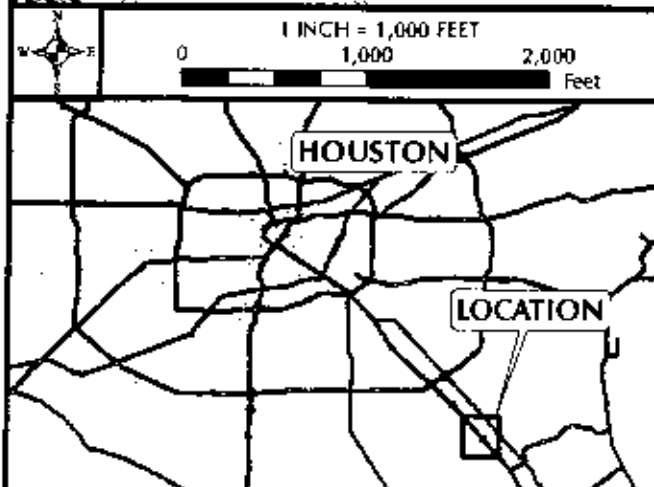 N
W E
S
1 INCH = 1,000 FEET
0 1,000 2,000
Feet
HOUSTON
LOCATION